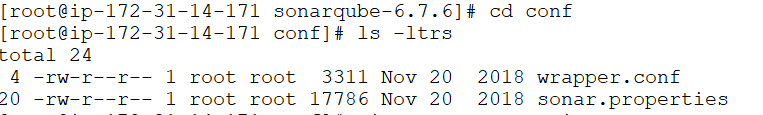 [root@ip-172-31-14-171 sonarqube-6.7.6]# cd conf
[root@ip-172-31-14-171 conf]# ls -ltrs
total 24
 4 -rw-r--r-- 1 root root  3311 Nov 20  2018 wrapper.conf
20 -rw-r--r-- 1 root root 17786 Nov 20  2018 sonar.properties